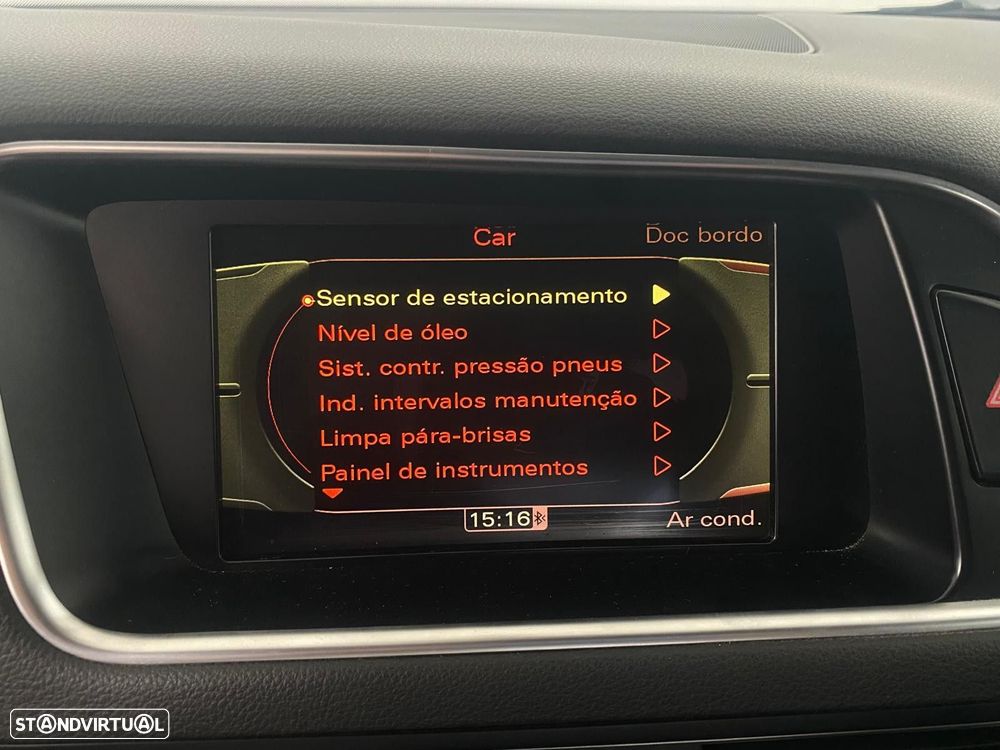 Car
Doc bordo
Sensor de estacionamento
Nível de óleo
Sist. contr. pressão pneus
Ind. intervalos manutenção
Limpa pára-brisas
Painel de instrumentos
15:16
Ar cond.
STANDVIRTUAL